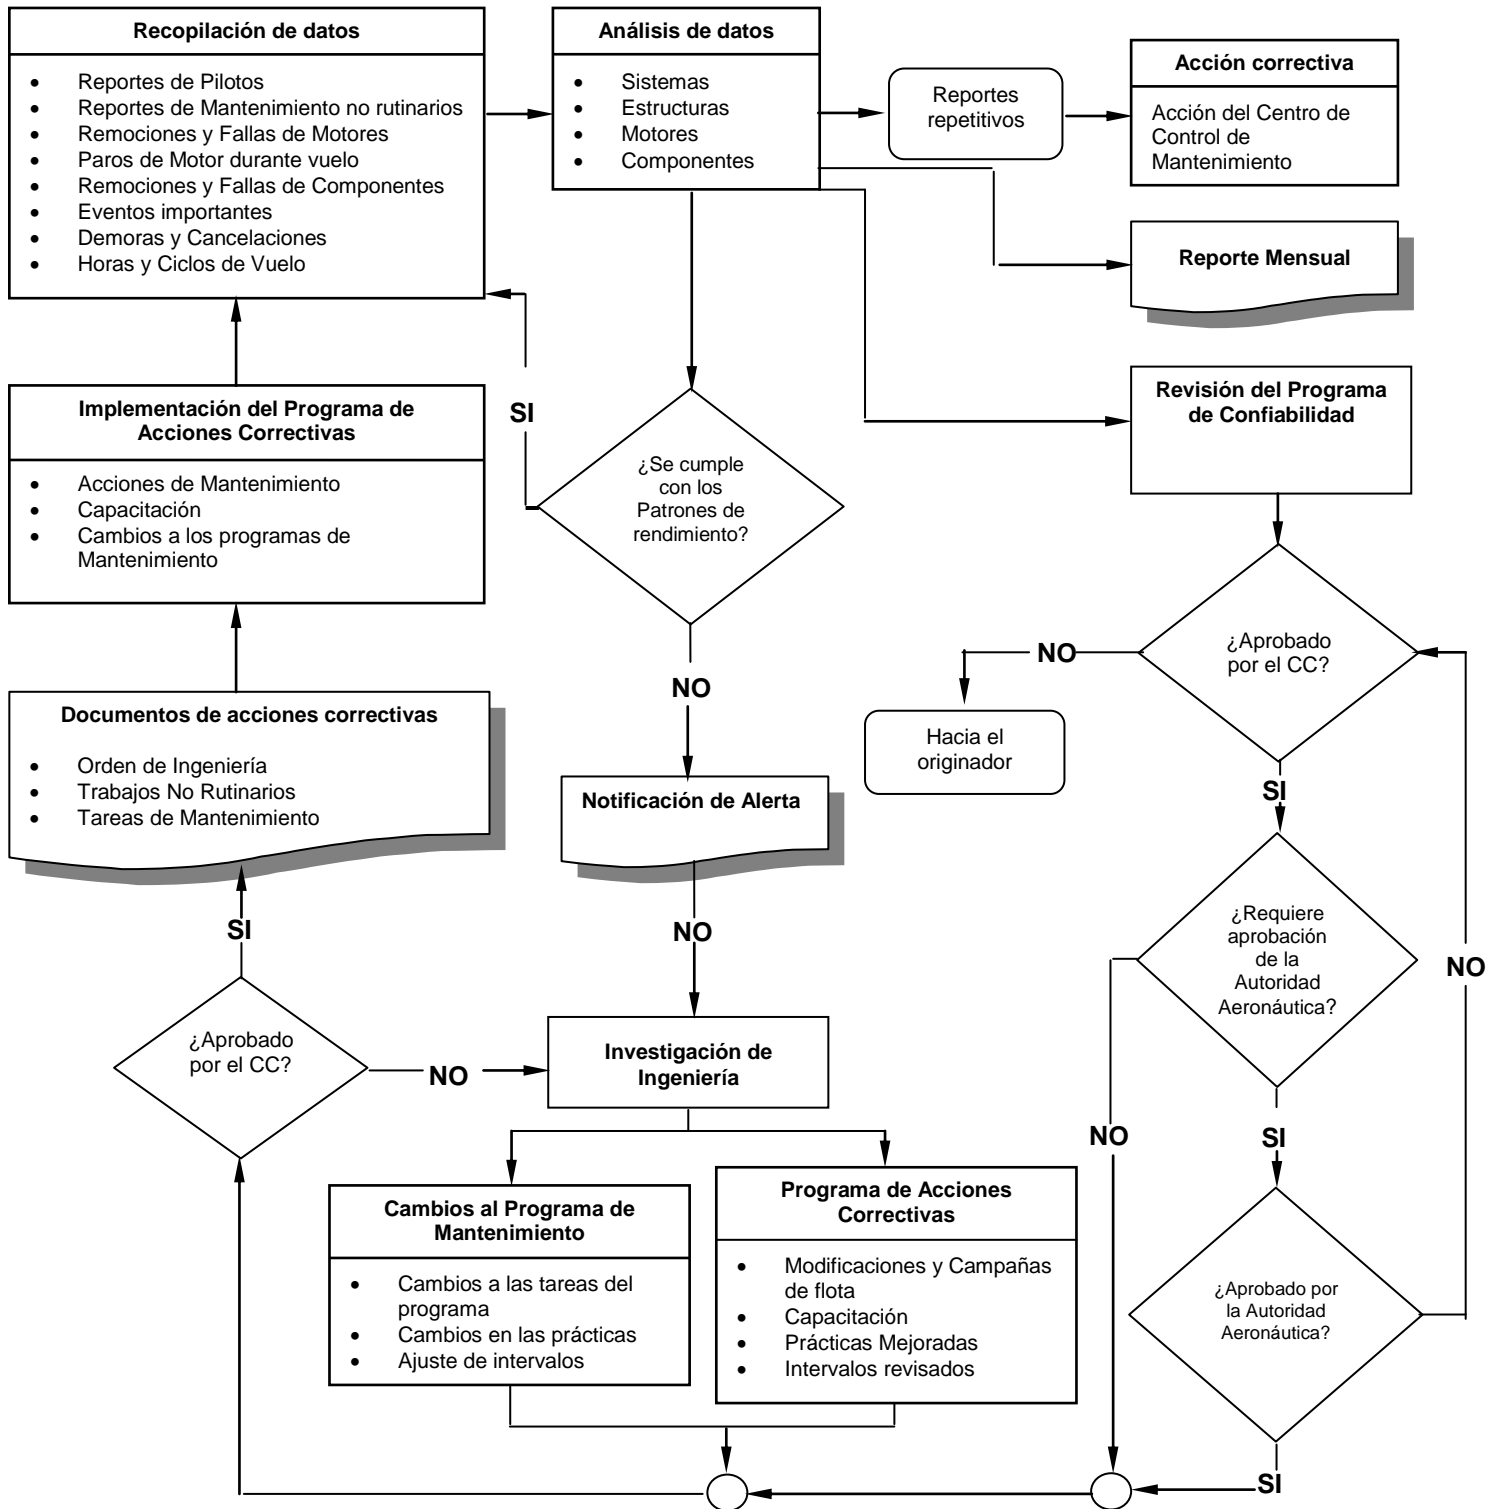 Recopilación de datos
• Reportes de Pilotos
• Reportes de Mantenimiento no rutinarios
• Remociones y Fallas de Motores
• Paros de Motor durante vuelo
• Remociones y Fallas de Componentes
• Eventos importantes
• Demoras y Cancelaciones
• Horas y Ciclos de Vuelo
Análisis de datos
• Sistemas
• Estructuras
• Motores
• Componentes
Reportes
repetitivos
Acción correctiva
Acción del Centro de
Control de
Mantenimiento
Reporte Mensual
Revisión del Programa
de Confiabilidad
Implementación del Programa de
Acciones Correctivas
• Acciones de Mantenimiento
• Capacitación
• Cambios a los programas de
Mantenimiento
SI
¿Se cumple
con los
Patrones de
rendimiento?
NO
¿Aprobado
por el CC?
NO
Hacia el
originador
SI
Documentos de acciones correctivas
• Orden de Ingeniería
• Trabajos No Rutinarios
• Tareas de Mantenimiento
Notificación de Alerta
NO
SI
¿Requiere
aprobación
de la
Autoridad
Aeronáutica?
NO
¿Aprobado
por el CC?
NO
Investigación de
Ingeniería
NO
SI
Cambios al Programa de
Mantenimiento
• Cambios a las tareas del
programa
• Cambios en las prácticas
• Ajuste de intervalos
Programa de Acciones
Correctivas
• Modificaciones y Campañas
de flota
• Capacitación
• Prácticas Mejoradas
• Intervalos revisados
¿Aprobado por
la Autoridad
Aeronáutica?
SI